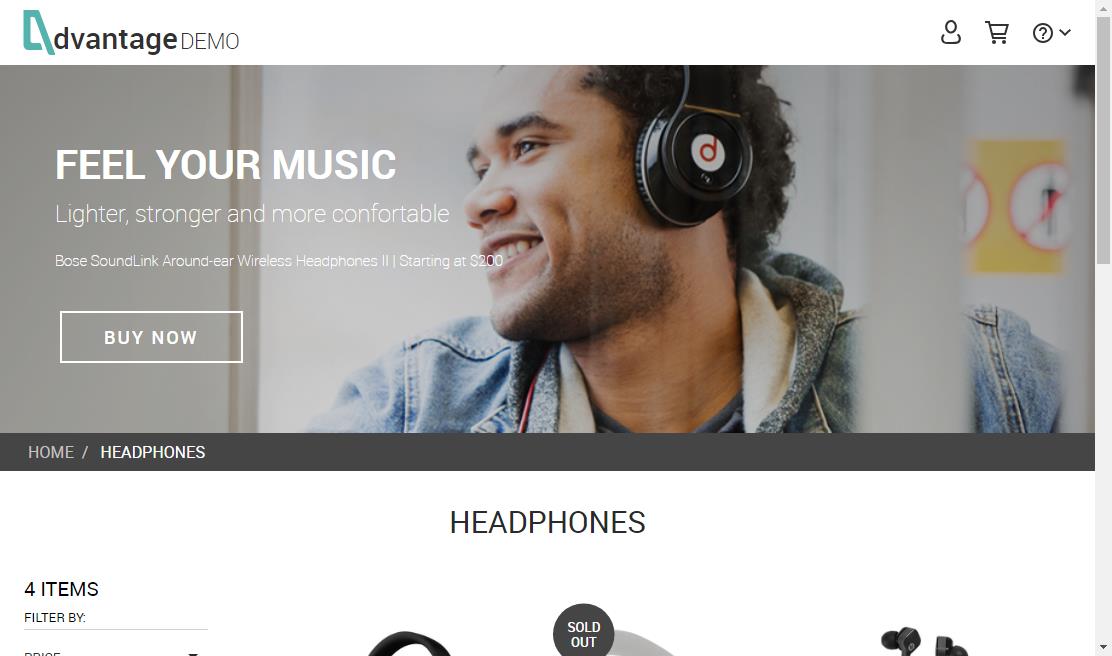 dvantage DEMO
FEEL YOUR MUSIC
Lighter, stronger and more confortable
Bose SoundLink Around-ear Wireless Headphones II | Starting at $200
BUY NOW
HOME / HEADPHONES
HEADPHONES
4 ITEMS
FILTER BY:
PRICE
SOLD
OUT